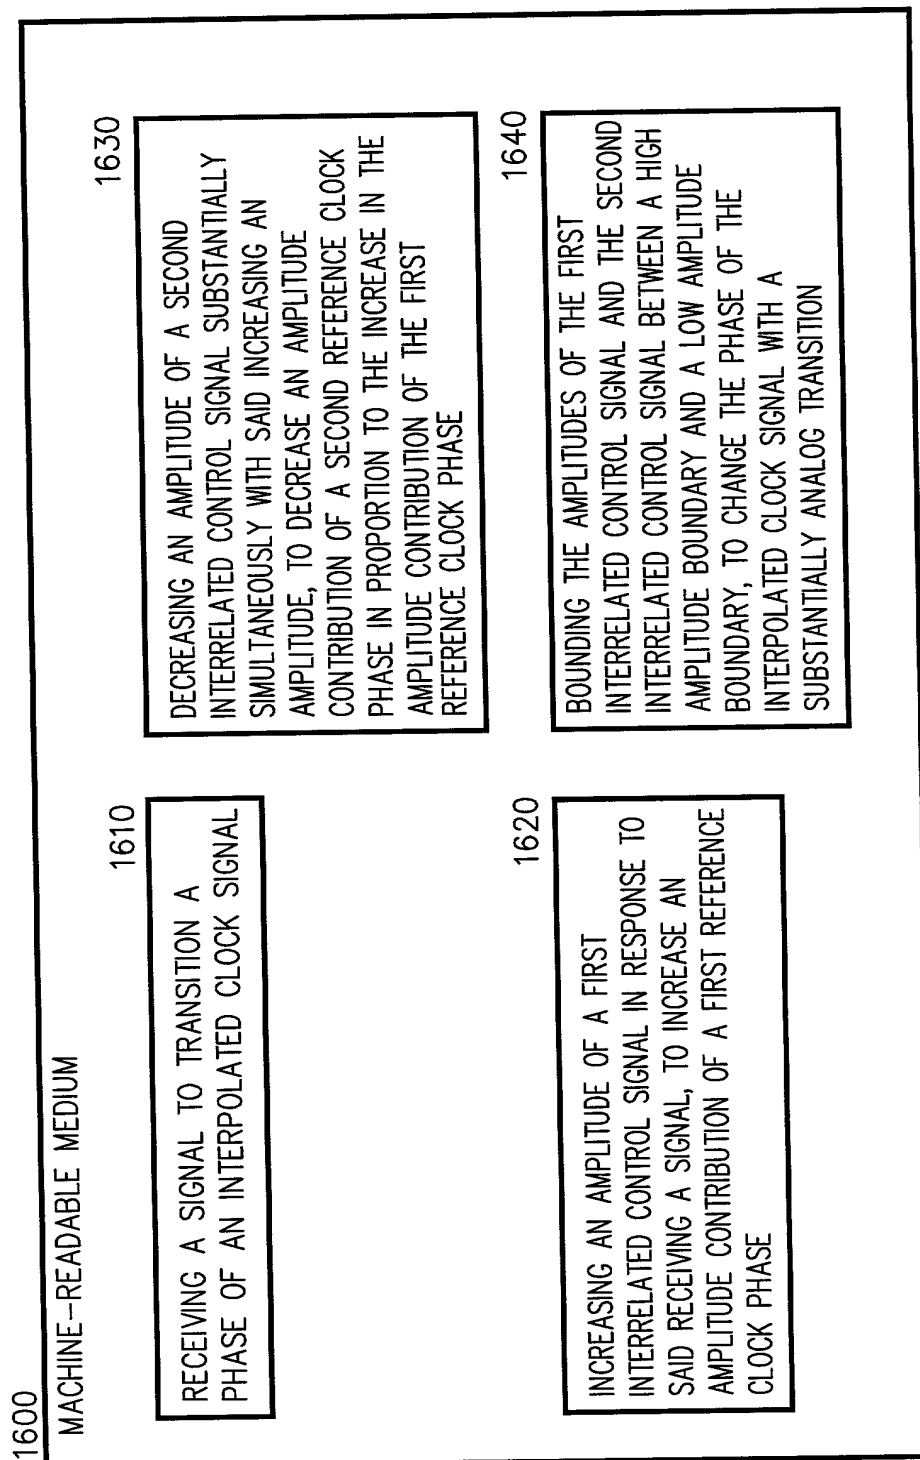 1600
MACHINE-READABLE MEDIUM
1610
RECEIVING A SIGNAL TO TRANSITION A
PHASE OF AN INTERPOLATED CLOCK SIGNAL
1620
INCREASING AN AMPLITUDE OF A FIRST
INTERRELATED CONTROL SIGNAL IN RESPONSE TO
SAID RECEIVING A SIGNAL, TO INCREASE AN
AMPLITUDE CONTRIBUTION OF A FIRST REFERENCE
CLOCK PHASE
1630
DECREASING AN AMPLITUDE OF A SECOND
INTERRELATED CONTROL SIGNAL SUBSTANTIALLY
SIMULTANEOUSLY WITH SAID INCREASING AN
AMPLITUDE, TO DECREASE AN AMPLITUDE
CONTRIBUTION OF A SECOND REFERENCE CLOCK
PHASE IN PROPORTION TO THE INCREASE IN THE
AMPLITUDE CONTRIBUTION OF THE FIRST
REFERENCE CLOCK PHASE
1640
BOUNDING THE AMPLITUDES OF THE FIRST
INTERRELATED CONTROL SIGNAL AND THE SECOND
INTERRELATED CONTROL SIGNAL BETWEEN A HIGH
AMPLITUDE BOUNDARY AND A LOW AMPLITUDE
BOUNDARY, TO CHANGE THE PHASE OF THE
INTERPOLATED CLOCK SIGNAL WITH A
SUBSTANTIALLY ANALOG TRANSITION